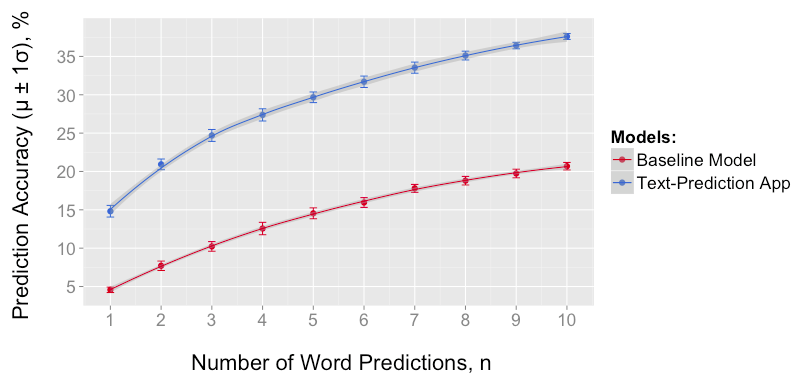 Prediction Accuracy (μ ± 1σ), %
35
30
25
20
15
10
5
1 2 3 4 5 6 7 8 9 10
Number of Word Predictions, n
Models:
Baseline Model
Text-Prediction App